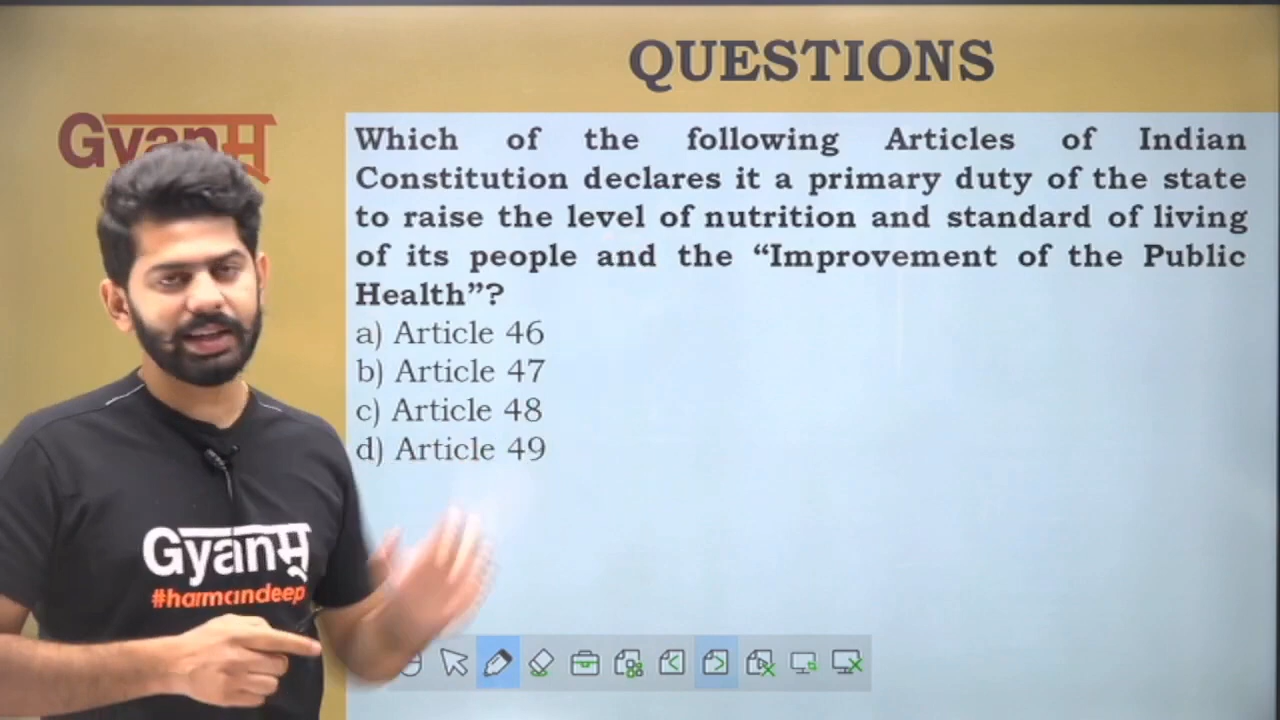 QUESTIONS
Gyanम्
Which of the following Articles of Indian
Constitution declares it a primary duty of the state
to raise the level of nutrition and standard of living
of its people and the “Improvement of the Public
Health”?
a) Article 46
b) Article 47
c) Article 48
d) Article 49
Gyanम्
#harmandeep